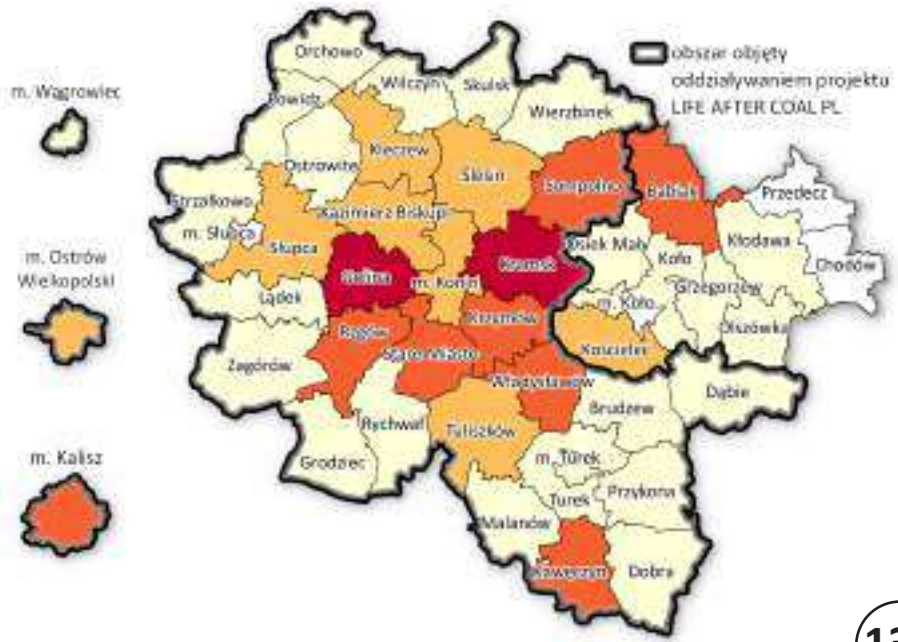 Orchowo
obszar objęty
oddziaływaniem projektu
LIFE AFTER COAL PL
Wilczyn
Skulsk
m. Wągrowiec
Powidz
Wierzbinek
Kleczew
Ostrowite
Ślesin
Sompolno
Babiak
Przedecz
Strzałkowo
Kazimierz Biskupi
m. Słupca
Słupca
Osiek Mały
Kłodawa
Koło
Chodów
m. Ostrów
Wielkopolski
Golina
m. Konin
Kramsk
Grzegorzew
Lądek
m. Koło
Olszówka
Rzgów
Krzymów
Kościelec
Stare Miasto
Zagórów
Władysławów
Dąbie
Brudzew
Rychwał
Tuliszków
m. Kalisz
Grodziec
m. Turek
Przykona
Turek
Malanów
Kawęczyn
Dobra